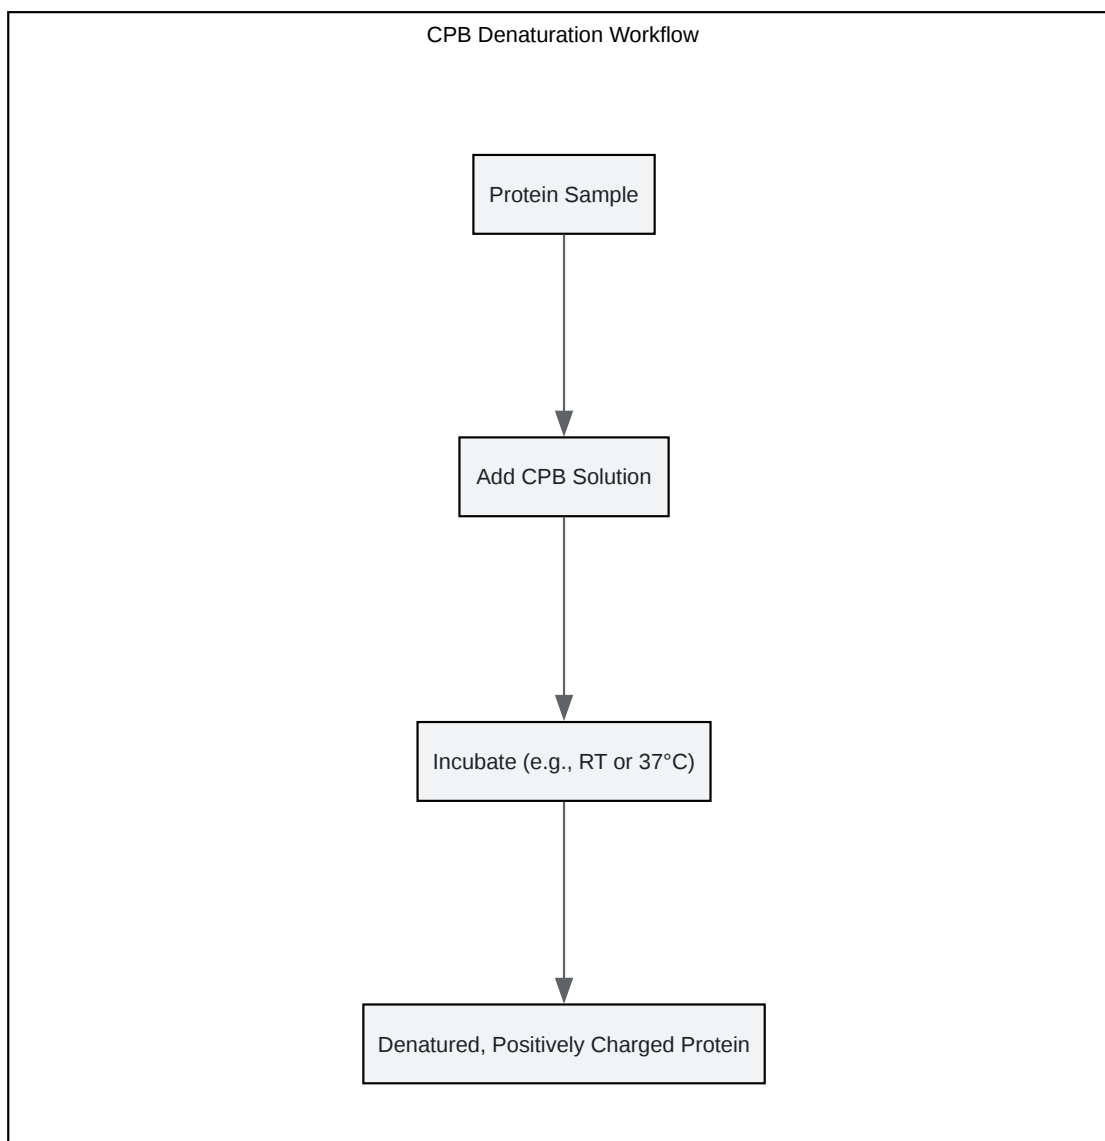 CPB Denaturation Workflow
Protein Sample
Add CPB Solution
Incubate (e.g., RT or 37°C)
Denatured, Positively Charged Protein